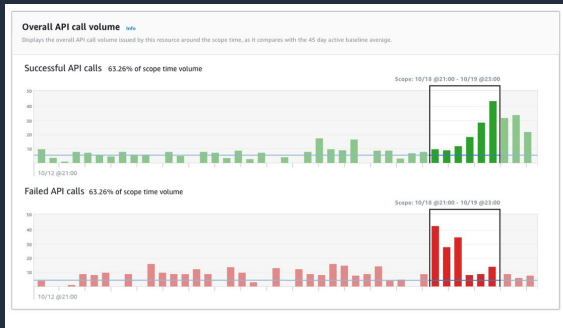 Overall API call volume Info
Displays the overall API call volume issued by this resource around the scope time, as it compares with the 45 day active baseline average.
Successful API calls 63.26% of scope time volume
Scope: 10/18 @21:00 - 10/19 @23:00
50
40
30
20
10
10/12 @21:00
Failed API calls 63.26% of scope time volume
Scope: 10/18 @21:00 - 10/19 @23:00
50
40
30
20
10
10/12 @21:00